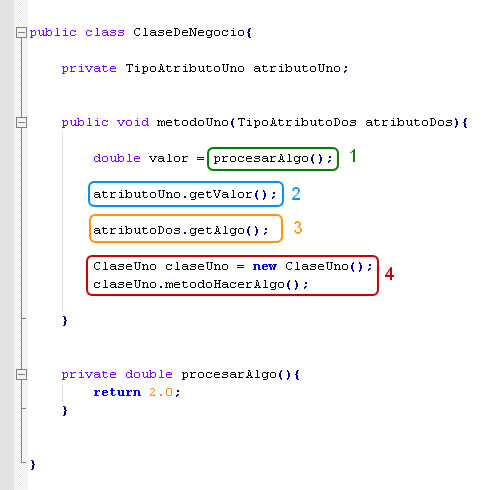 public class ClaseDeNegocio{
private TipoAtributoUno atributoUno;
public void metodoUno(TipoAtributoDos atributoDos){
double valor = procesarAlgo(); 1
atributoUno.getValor(); 2
atributoDos.getAlgo(); 3
ClaseUno claseUno = new ClaseUno();
claseUno.metodoHacerAlgo(); 4
}
private double procesarAlgo(){
return 2.0;
}
}